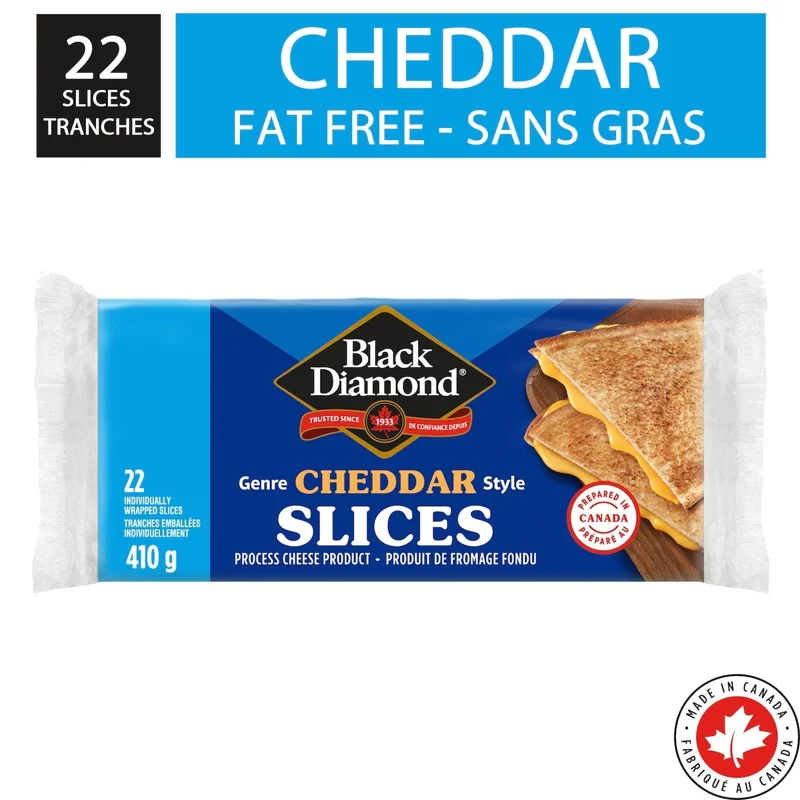 22
SLICES
TRANCHES
CHEDDAR
FAT FREE - SANS GRAS
Black
Diamond®
TRUSTED SINCE 1933 DE CONFIANCE DEPUIS
Genre CHEDDAR Style
SLICES
PROCESS CHEESE PRODUCT • PRODUIT DE FROMAGE FONDU
22
INDIVIDUALLY
WRAPPED SLICES
TRANCHES EMBALLÉES
INDIVIDUELLEMENT
410 g
PREPARED IN
CANADA
PRÉPARÉ AU
MADE IN CANADA
FABRIQUÉ AU CANADA